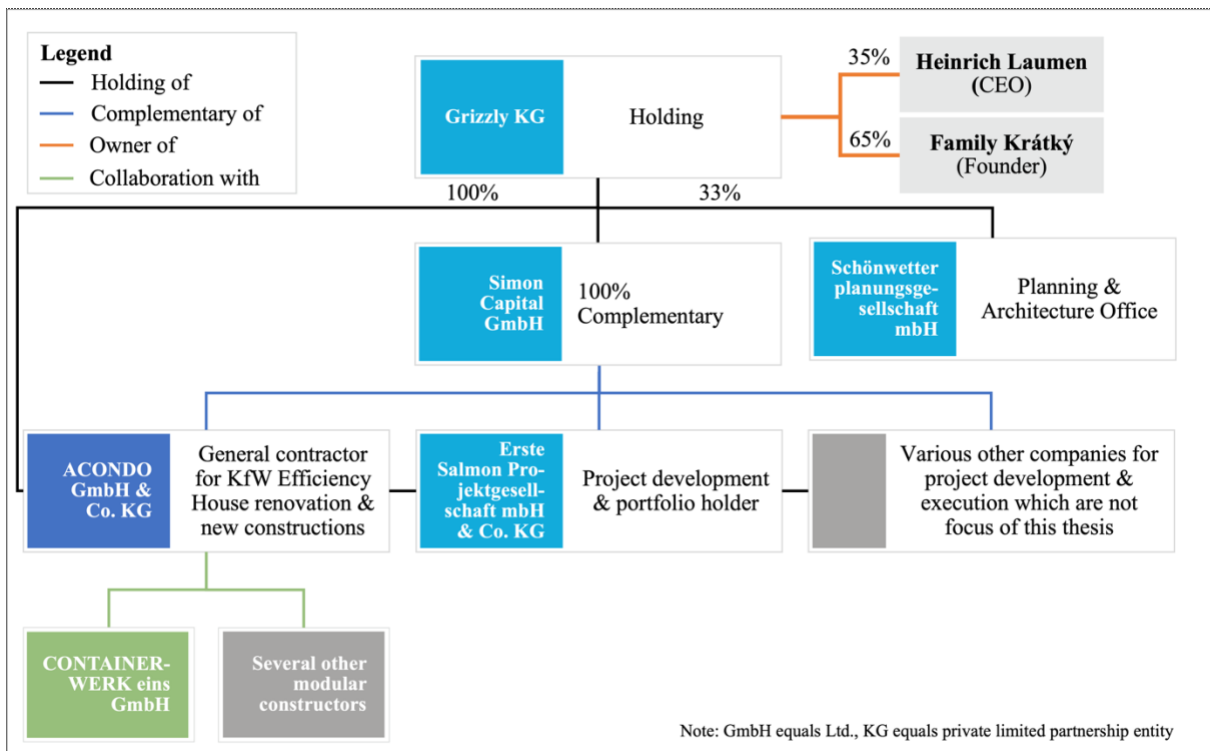 Legend
Holding of
Complementary of
Owner of
Collaboration with
Grizzly KG
Holding
35%
Heinrich Laumen
(CEO)
65%
Family Krátký
(Founder)
100%
33%
Simon
Capital
GmbH
100%
Complementary
Schönwetter
planungsge-
sellschaft
mbH
Planning &
Architecture Office
ACONDO
GmbH &
Co. KG
General contractor
for KfW Efficiency
House renovation &
new constructions
Erste
Salmon Pro-
jektgesell-
schaft mbH
& Co. KG
Project development
& portfolio holder
Various other companies for
project development &
execution which are not
focus of this thesis
CONTAINER-
WERK eins
GmbH
Several other
modular
constructors
Note: GmbH equals Ltd., KG equals private limited partnership entity